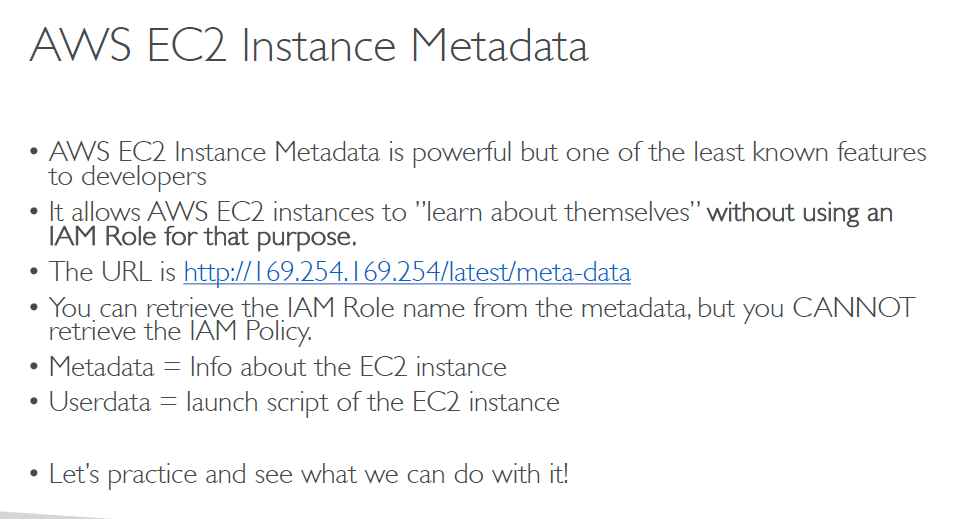 AWS EC2 Instance Metadata
• AWS EC2 Instance Metadata is powerful but one of the least known features
to developers
• It allows AWS EC2 instances to ”learn about themselves” without using an
IAM Role for that purpose.
• The URL is http://169.254.169.254/latest/meta-data
• You can retrieve the IAM Role name from the metadata, but you CANNOT
retrieve the IAM Policy.
• Metadata = Info about the EC2 instance
• Userdata = launch script of the EC2 instance
• Let’s practice and see what we can do with it!